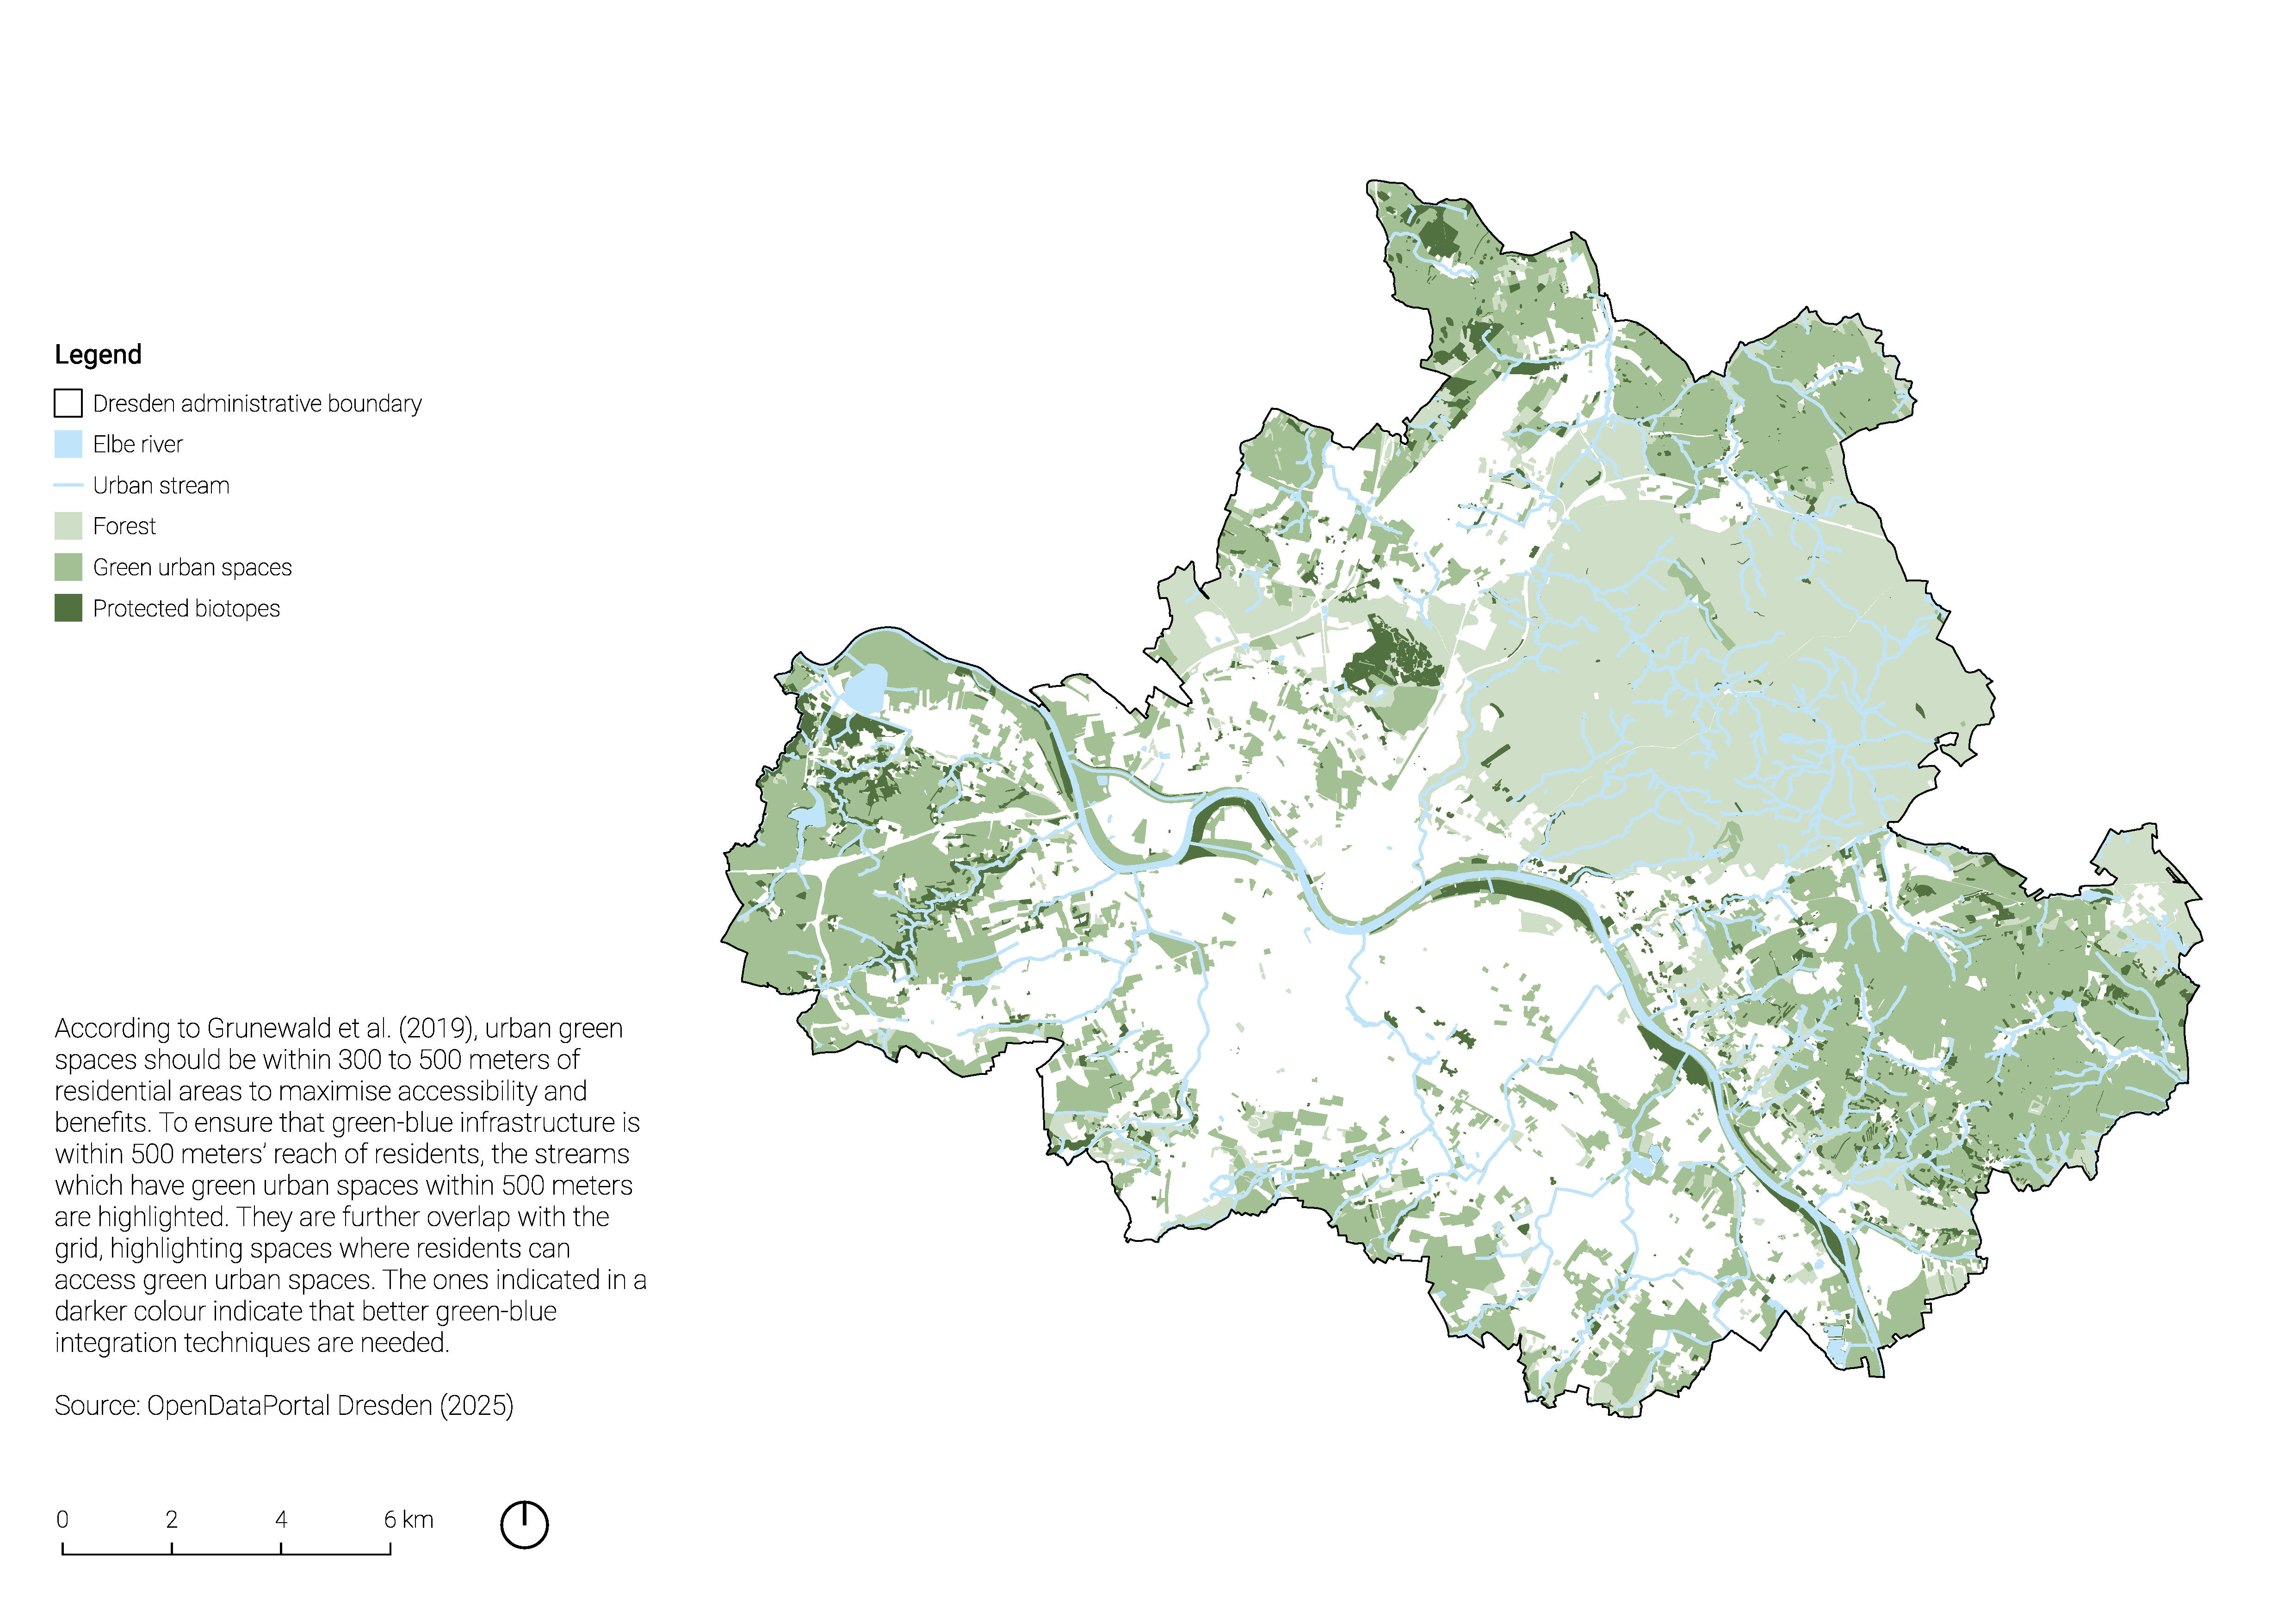 Legend
Dresden administrative boundary
Elbe river
Urban stream
Forest
Green urban spaces
Protected biotopes
According to Grunewald et al. (2019), urban green
spaces should be within 300 to 500 meters of
residential areas to maximise accessibility and
benefits. To ensure that green-blue infrastructure is
within 500 meters’ reach of residents, the streams
which have green urban spaces within 500 meters
are highlighted. They are further overlap with the
grid, highlighting spaces where residents can
access green urban spaces. The ones indicated in a
darker colour indicate that better green-blue
integration techniques are needed.
Source: OpenDataPortal Dresden (2025)
0 2 4 6 km